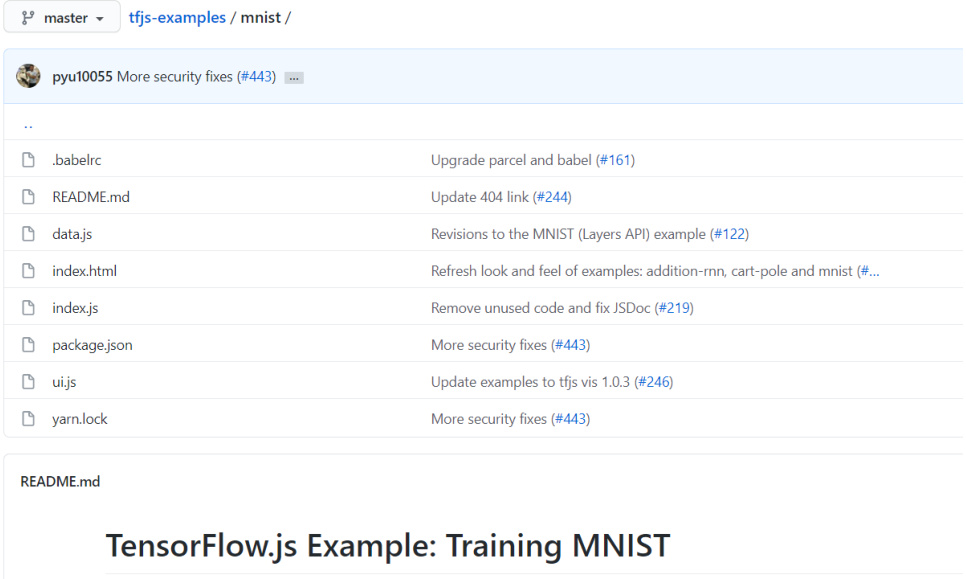 master tfjs-examples / mnist /
pyu10055 More security fixes (#443) ...
..
.babelrc Upgrade parcel and babel (#161)
README.md Update 404 link (#244)
data.js Revisions to the MNIST (Layers API) example (#122)
index.html Refresh look and feel of examples: addition-rnn, cart-pole and mnist (#...
index.js Remove unused code and fix JSDoc (#219)
package.json More security fixes (#443)
ui.js Update examples to tfjs vis 1.0.3 (#246)
yarn.lock More security fixes (#443)
README.md
TensorFlow.js Example: Training MNIST